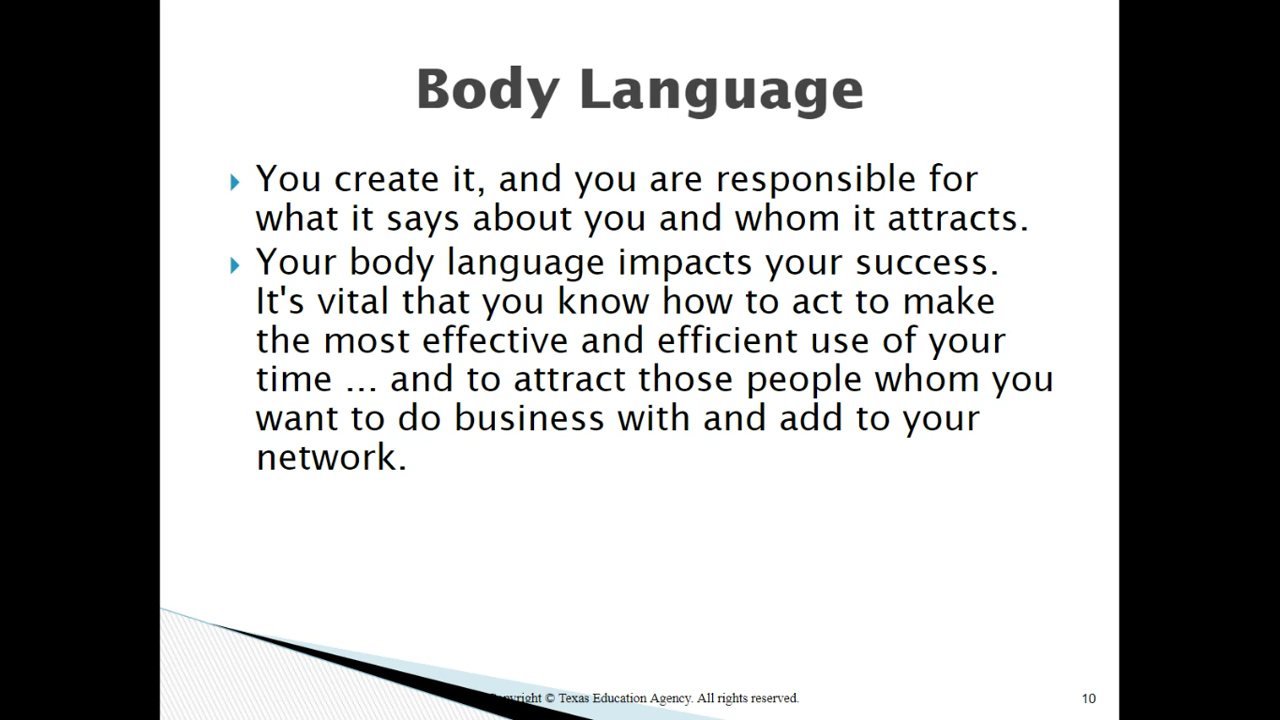 Body Language
You create it, and you are responsible for
what it says about you and whom it attracts.
Your body language impacts your success.
It's vital that you know how to act to make
the most effective and efficient use of your
time ... and to attract those people whom you
want to do business with and add to your
network.
© Texas Education Agency. All rights reserved.
10